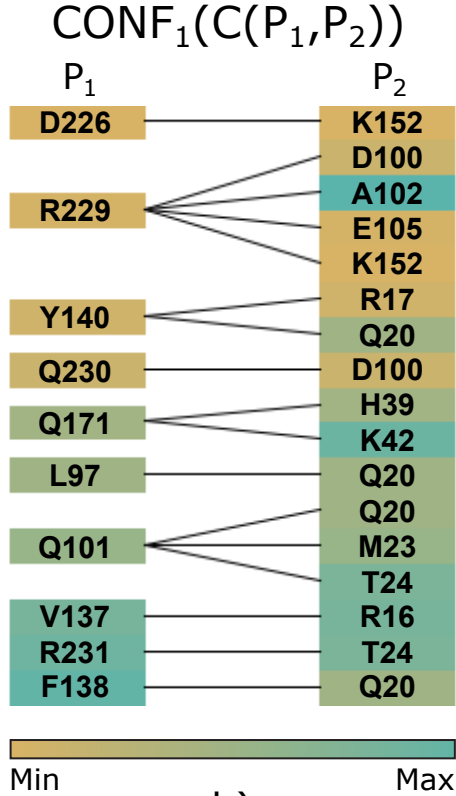 CONF₁(C(P₁,P₂))
P₁ P₂
D226 K152
D100
R229 A102
E105
K152
Y140 R17
Q20
Q230 D100
Q171 H39
K42
L97 Q20
Q20
Q101 M23
T24
V137 R16
R231 T24
F138 Q20
Min Max